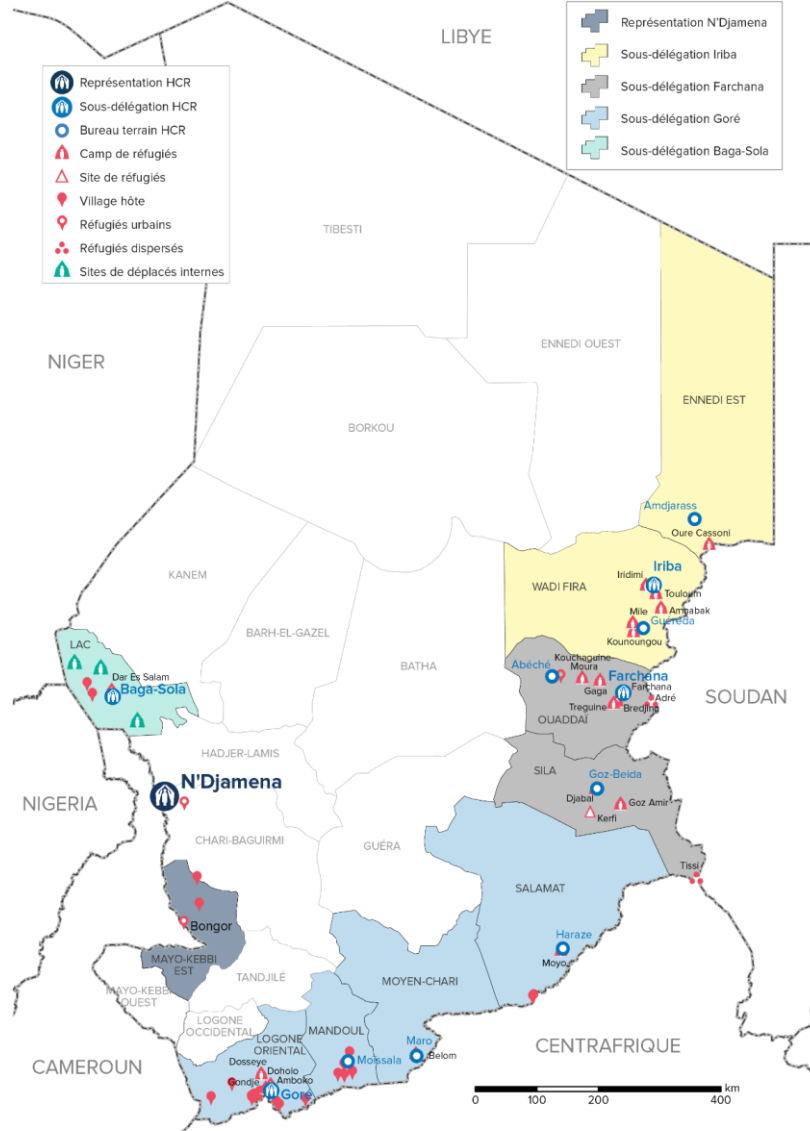 LIBYE
Représentation N'Djamena
Sous-délégation Iriba
Sous-délégation Farchana
Sous-délégation Goré
Sous-délégation Baga-Sola
Représentation HCR
Sous-délégation HCR
Bureau terrain HCR
Camp de réfugiés
Site de réfugiés
Village hôte
Réfugiés urbains
Réfugiés dispersés
Sites de déplacés internes
TIBESTI
NIGER
ENNEDI OUEST
ENNEDI EST
BORKOU
Amdjarass
Oure Cassoni
KANEM
WADI FIRA
Iriba
Iridimi
Touloum
Amnabak
Mile
Guéreda
Kounoungou
BARH-EL-GAZEL
BATHA
LAC
Dar Es Salam
Baga-Sola
Abéché
Kouchaguine-
Moura
Gaga
Farchana
Farchana
Adré
Treguine
Bredjing
OUADDAÏ
SOUDAN
HADJER-LAMIS
N'Djamena
NIGERIA
SILA
Goz-Beida
Djabal
Goz Amir
Kerfi
CHARI-BAGUIRMI
GUÉRA
Tissi
SALAMAT
Bongor
MAYO-KEBBI
EST
Haraze
Moyo
MAYO-KEBBI
OUEST
TANDJILÉ
MOYEN-CHARI
LOGONE
OCCIDENTAL
LOGONE
ORIENTAL
MANDOUL
Maro
Belom
Moissala
CENTRAFRIQUE
CAMEROUN
Dosseye
Doholo
Gondje
Amboko
Goré
km
0 100 200 400